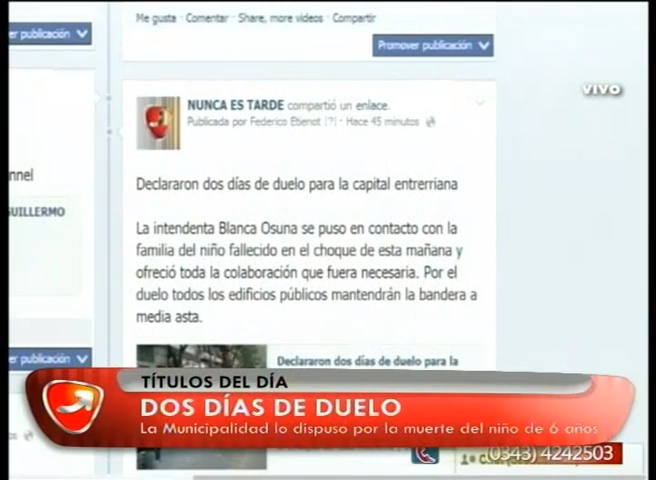 Me gusta · Comentar · Share, more videos · Compartir
er publicación
Promover publicación
VIVO
NUNCA ES TARDE compartió un enlace.
Publicada por Federico Etienot [?] · Hace 45 minutos
nnel
Declararon dos días de duelo para la capital entrerriana
GUILLERMO
La intendenta Blanca Osuna se puso en contacto con la
familia del niño fallecido en el choque de esta mañana y
ofreció toda la colaboración que fuera necesaria. Por el
duelo todos los edificios públicos mantendrán la bandera a
media asta.
er publicación
Declararon dos días de duelo para la
TÍTULOS DEL DÍA
DOS DÍAS DE DUELO
La Municipalidad lo dispuso por la muerte del niño de 6 años
(0343) 4242503